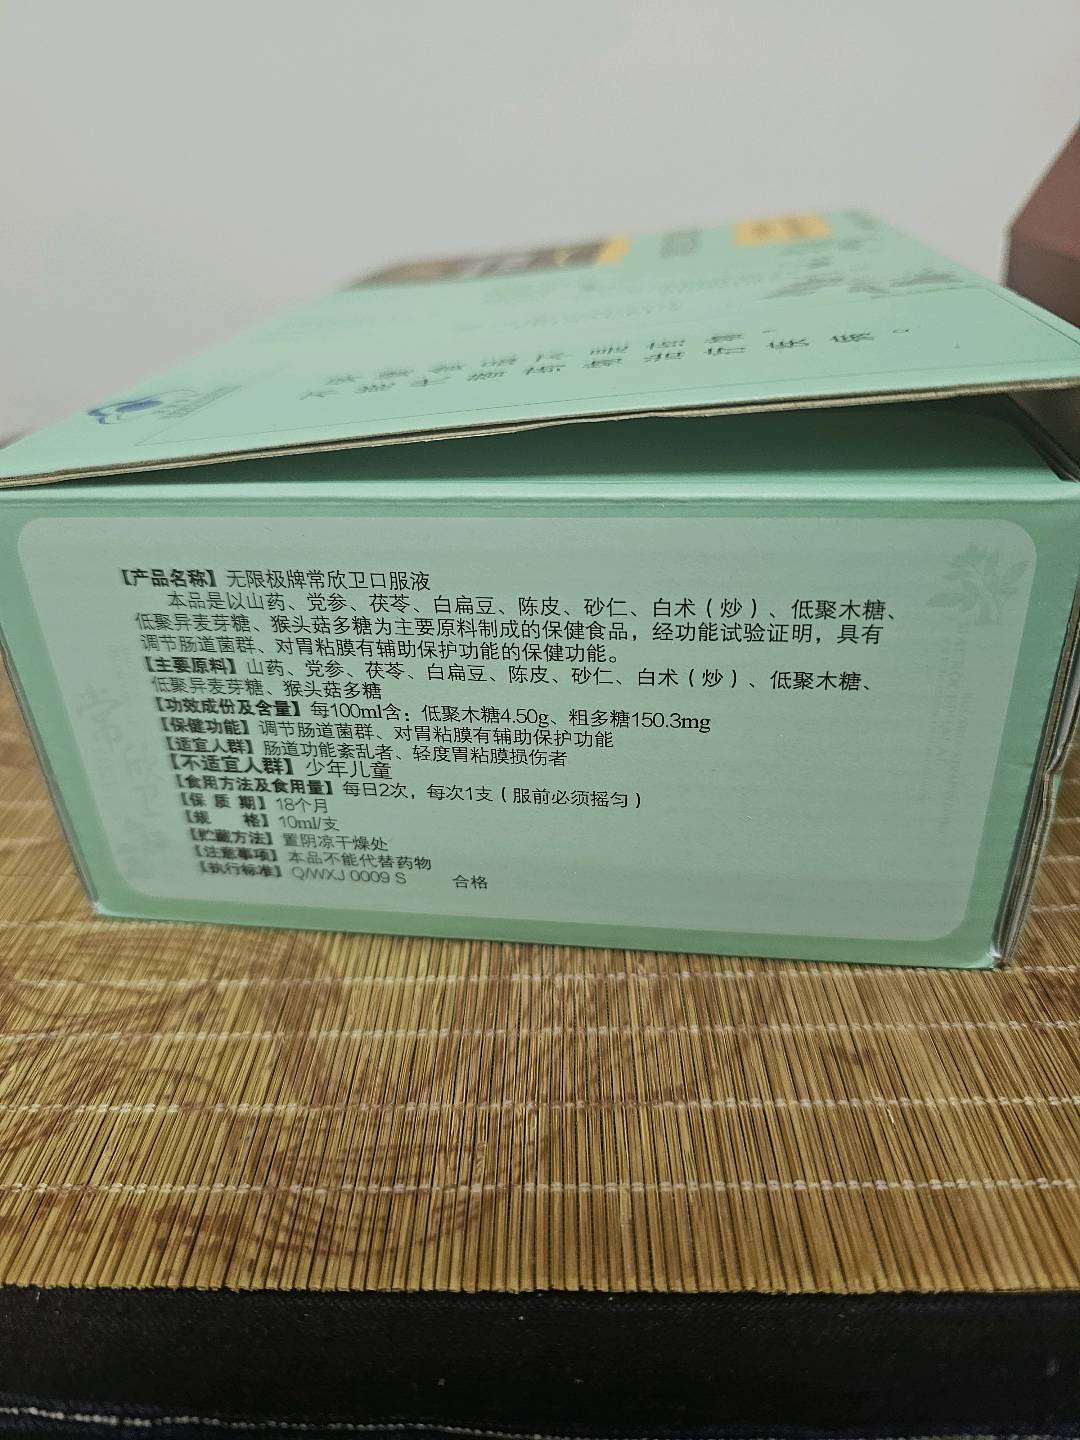 【产品名称】无限极牌常欣卫口服液
本品是以山药、党参、茯苓、白扁豆、陈皮、砂仁、白术（炒）、低聚木糖、
低聚异麦芽糖、猴头菇多糖为主要原料制成的保健食品，经功能试验证明，具有
调节肠道菌群、对胃粘膜有辅助保护功能的保健功能。
【主要原料】山药、党参、茯苓、白扁豆、陈皮、砂仁、白术（炒）、低聚木糖、
低聚异麦芽糖、猴头菇多糖
【功效成份及含量】每100ml含：低聚木糖4.50g、粗多糖150.3mg
【保健功能】调节肠道菌群、对胃粘膜有辅助保护功能
【适宜人群】肠道功能紊乱者、轻度胃粘膜损伤者
【不适宜人群】少年儿童
【食用方法及食用量】每日2次，每次1支（服前必须摇匀）
【保 质 期】18个月
【规 格】10ml/支
【贮藏方法】置阴凉干燥处
【注意事项】本品不能代替药物
【执行标准】Q/WXJ 0009 S 合格